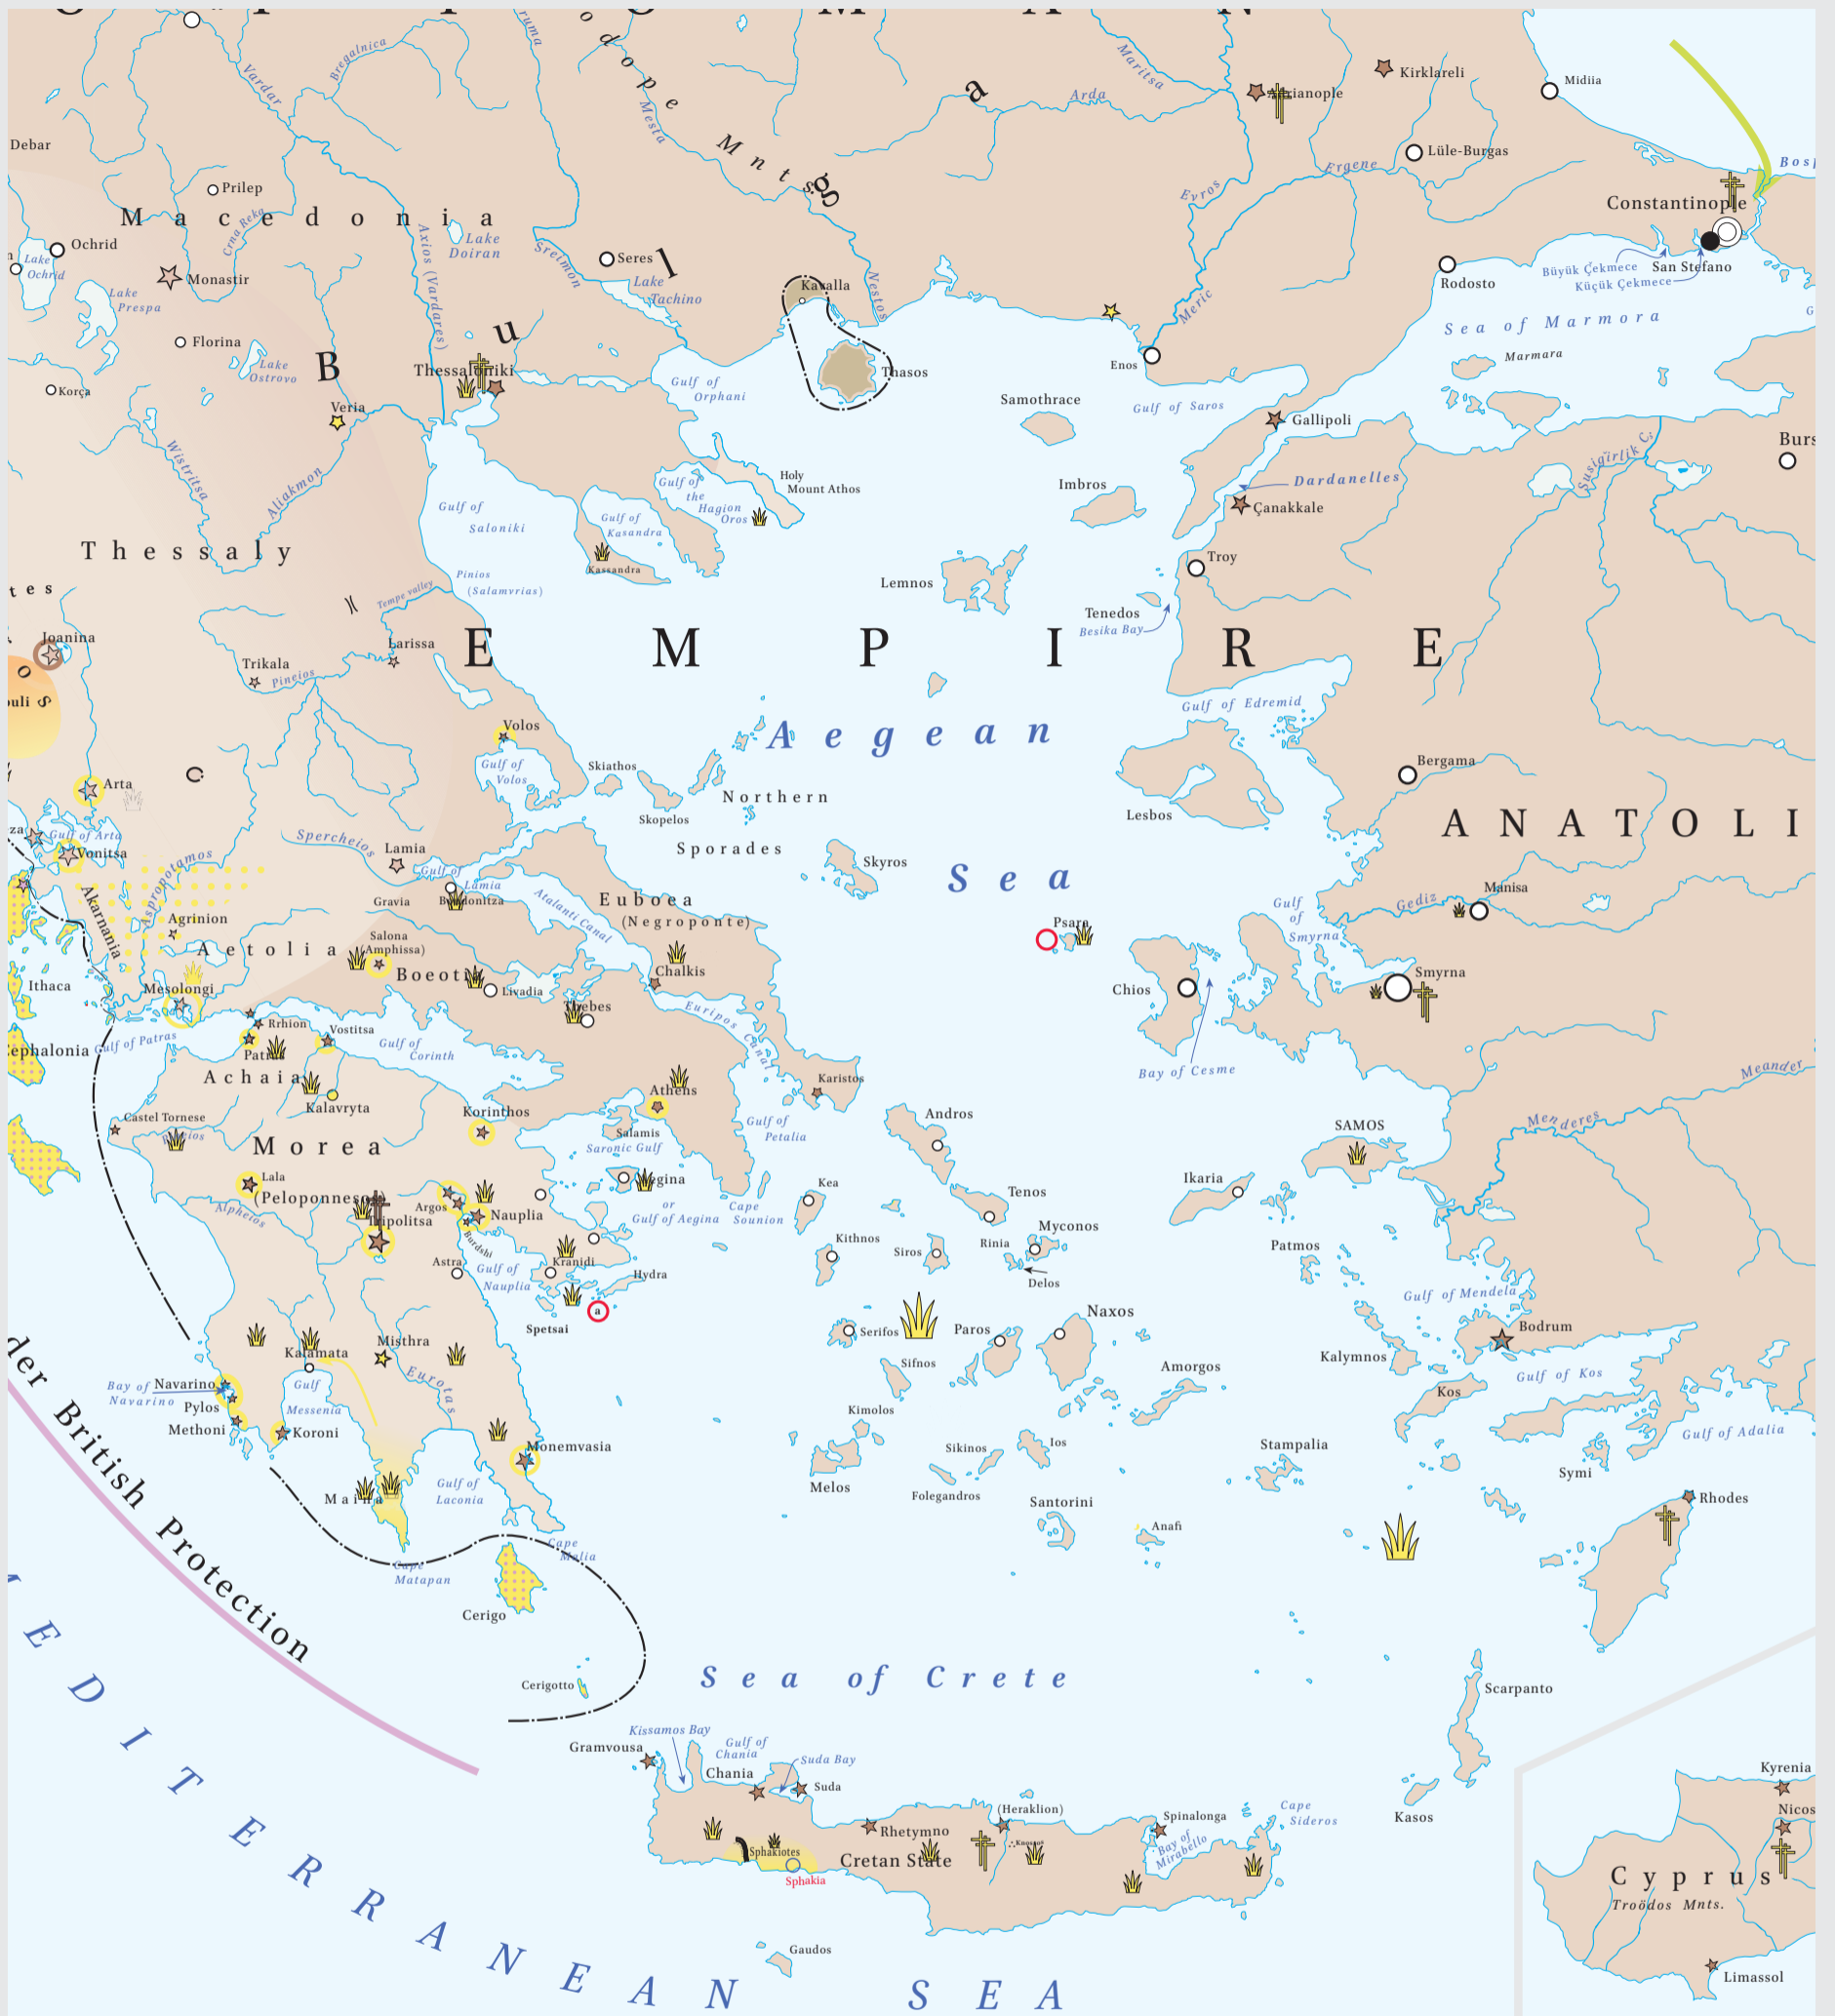 Vardar
Bregalnica
Mesta
Maritsa
Arda
Adrianople
Kirklareli
Midiia
Debar
Prilep
Macedonia
Crna Reka
Axios (Vardares)
Lake
Doiran
Streimon
Seres
Lake
Tachino
Mnts
Nestos
Evros
Ergene
Lüle-Burgas
Constantinople
Büyük Çekmece
San Stefano
Küçük Çekmece
Rodosto
Sea of Marmora
Marmara
Ochrid
Lake
Ochrid
Monastir
Lake
Prespa
Florina
Lake
Ostrovo
Korça
Veria
Thessaloniki
Kavalla
Thasos
Meric
Enos
Gulf of
Orphani
Samothrace
Gulf of Saros
Gallipoli
Dardanelles
Çanakkale
Susigirlik C.
Wistritsa
Aliakmon
Gulf of
Saloniki
Gulf of
Kasandra
Kassandra
Gulf of
the
Hagion
Oros
Holy
Mount Athos
Imbros
Troy
Tenedos
Besika Bay
Lemnos
Thessaly
Pinios
(Salamvrias)
Tempe valley
Larissa
Joanina
Trikala
Pineios
EMPIRE
Aegean
Sea
Gulf of Edremid
Volos
Gulf of
Volos
Skiathos
Skopelos
Northern
Sporades
Skyros
Lesbos
Bergama
ANATOLI
Arta
Gulf of Arta
Vonitsa
Akarnania
Aspropotamos
Agrinion
Aetolia
Spercheios
Lamia
Gulf of
Lamia
Budonitza
Gravia
Salona
Amphissa)
Boeoti
Livadia
Thebes
Atalanti Canal
Euboea
(Negroponte)
Chalkis
Euripos Canal
Psara
Chios
Bay of Cesme
Gulf
of
Smyrna
Smyrna
Gediz
Manisa
Meander
Menderes
Ithaca
Mesolongi
Gulf of Patras
Rrhion
Patras
Vostitsa
Gulf of
Corinth
Achaia
Kalavryta
Castel Tornese
Morea
(Peloponnesos)
Lala
Alpheios
Tripolitsa
Korinthos
Argos
Nauplia
Burdshi
Astra
Gulf of
Nauplia
Kranidi
Hydra
a
Spetsai
Athens
Salamis
Saronic Gulf
Aegina
or
Gulf of Aegina
Cape
Sounion
Gulf of
Petalia
Karistos
Andros
Tenos
Myconos
Rinia
Delos
Kea
Kithnos
Siros
Serifos
Sifnos
Paros
Naxos
Kimolos
Melos
Sikinos
Folegandros
Ios
Santorini
Anafi
Amorgos
Stampalia
SAMOS
Ikaria
Patmos
Gulf of Mendela
Bodrum
Kalymnos
Gulf of Kos
Kos
Gulf of Adalia
Symi
Rhodes
Scarpanto
Kasos
Misthra
Kalamata
Eurotas
Gulf
Messenia
Bay of
Navarino
Navarino
Pylos
Methoni
Koroni
Maina
Monemvasia
Gulf of
Laconia
Cape
Matapan
Cape
Malia
Cerigo
Cerigotto
der British Protection
MEDITERRANEAN SEA
Sea of Crete
Kissamos Bay
Gramvousa
Gulf of
Chania
Chania
Suda Bay
Suda
Rhetymno
(Heraklion)
Knossos
Spinalonga
Bay of
Mirabello
Cape
Sideros
Sphakiotes
Sphakia
Cretan State
Gaudos
Kyrenia
Nicos
Cyprus
Troödos Mnts.
Limassol